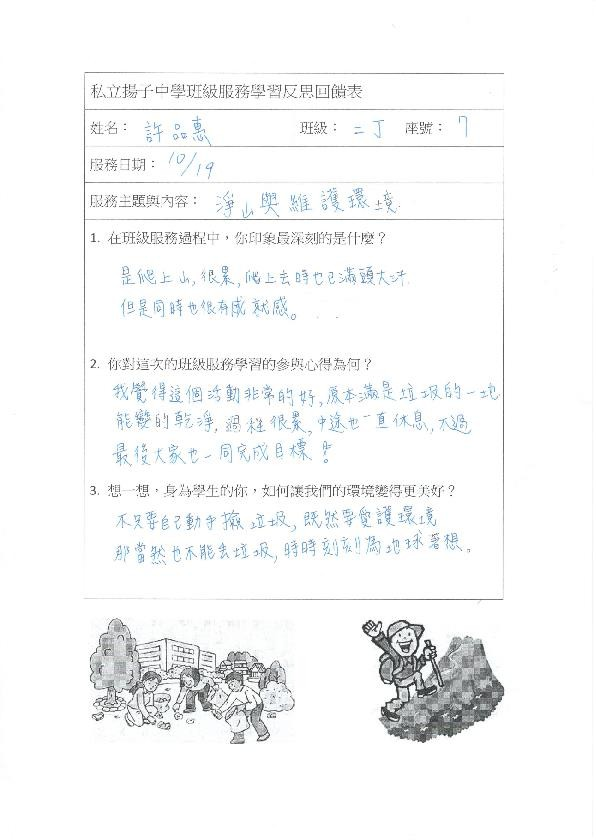 私立揚子中學班級服務學習反思回饋表
姓名： 許品惠 班級： 二丁 座號： 7
服務日期： 10/19
服務主題與內容： 淨山與維護環境.
1. 在班級服務過程中，你印象最深刻的是什麼？
是爬上山,很累,爬上去時也已滿頭大汗
但是同時也很有成就感。
2. 你對這次的班級服務學習的參與心得為何？
我覺得這個活動非常的好,原本滿是垃圾的一地
能變的乾淨,過程很累,中途也一直休息,不過
最後大家也一同完成目標!
3. 想一想，身為學生的你，如何讓我們的環境變得更美好？
不只要自己動手撿垃圾,既然要愛護環境
那當然也不能丟垃圾,時時刻刻為地球著想。